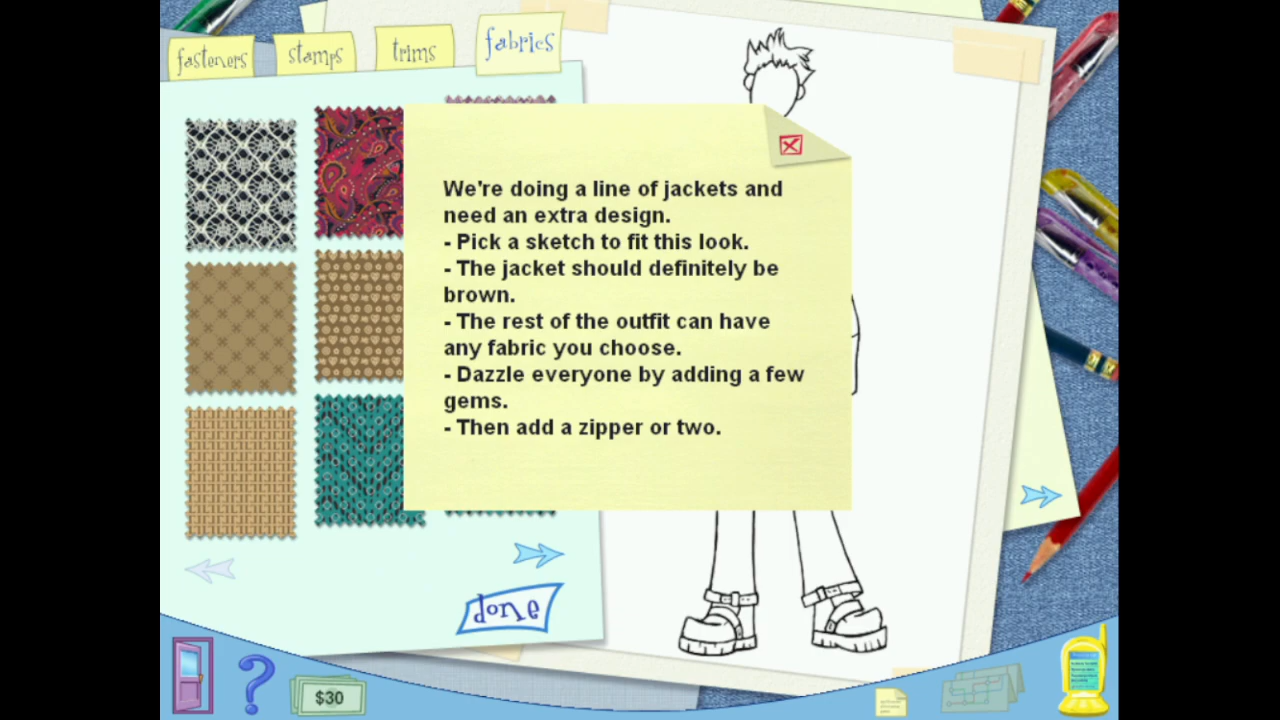 fasteners
stamps
trims
fabrics
We're doing a line of jackets and
need an extra design.
- Pick a sketch to fit this look.
- The jacket should definitely be
brown.
- The rest of the outfit can have
any fabric you choose.
- Dazzle everyone by adding a few
gems.
- Then add a zipper or two.
done
?
$30